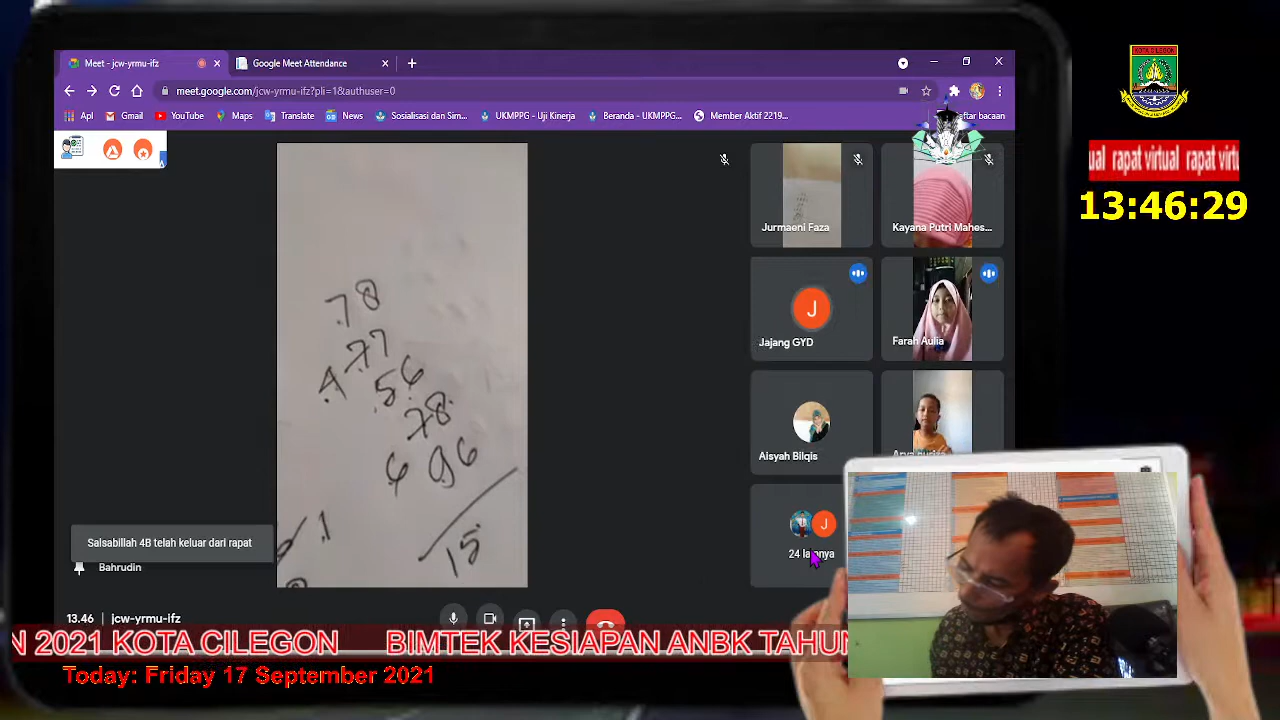 Meet - jcw-yrmu-ifz
Google Meet Attendance
meet.google.com/jcw-yrmu-ifz?pli=1&authuser=0
Apl
Gmail
YouTube
Translate
News
UKMPPG - Uji Kinerja
Beranda - UKMPPG...
Member Aktif 2219...
KOTA CILEGON
rapat virtual rapat
13:46:29
Jurmaeni Faza
Kayana Putri Mahes...
Jajang GYD
J
Farah Aulia
Aisyah Bilqis
J
24 lainnya
78
77
56
78
96
15
Salsabillah 4B telah keluar dari rapat
Bahrudin
13.46
jcw-yrmu-ifz
N 2021 KOTA CILEGON BIMTEK KESIAPAN ANBK TAHUN
Today: Friday 17 September 2021